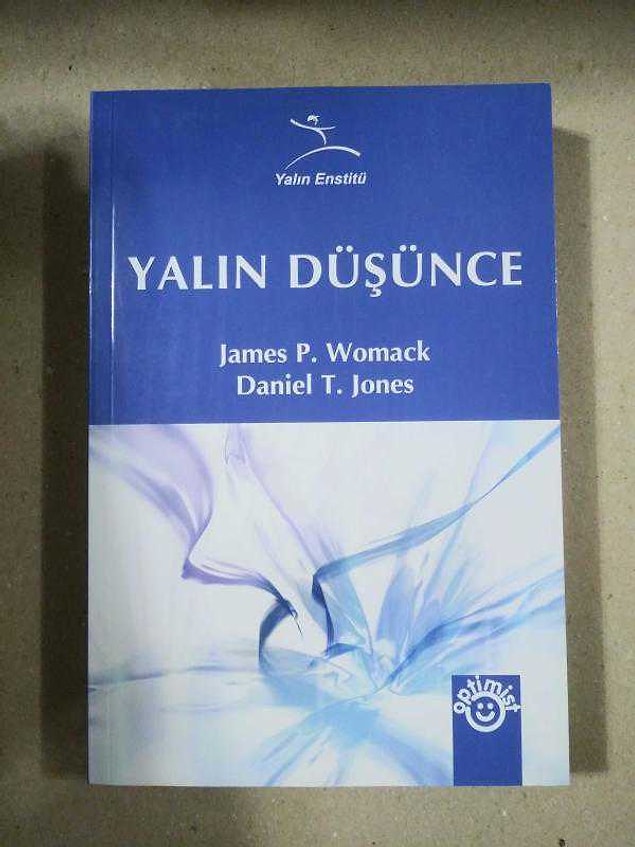 Yalın Enstitü
YALIN DÜŞÜNCE
James P. Womack
Daniel T. Jones
optimist